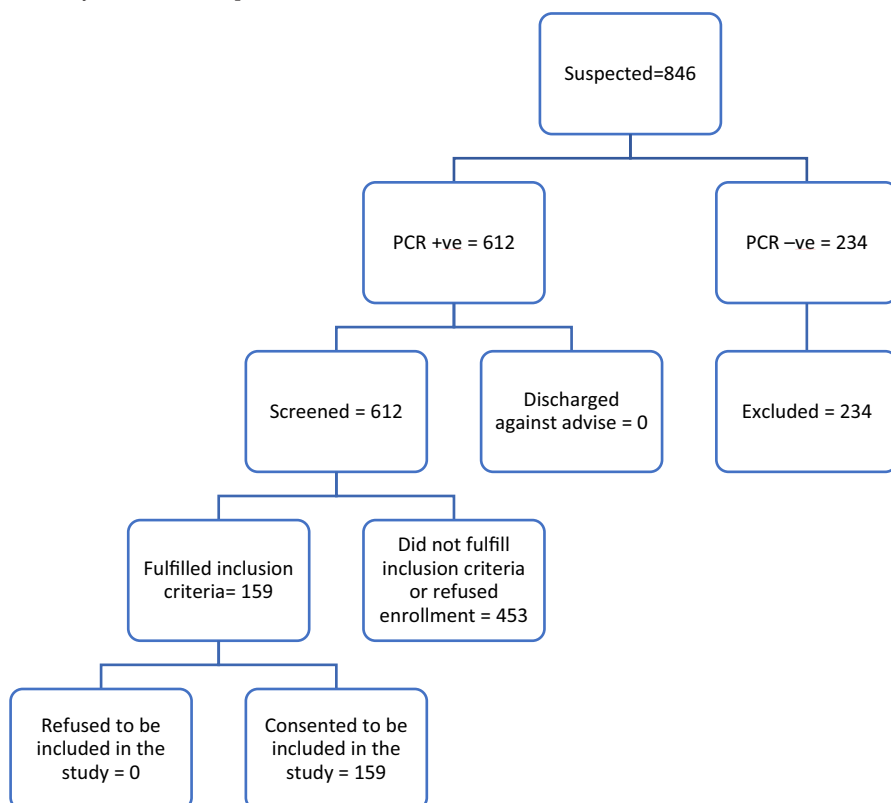 Suspected=846
PCR +ve = 612
PCR –ve = 234
Screened = 612
Discharged
against advise = 0
Excluded = 234
Fulfilled inclusion
criteria= 159
Did not fulfill
inclusion criteria
or refused
enrollment = 453
Refused to be
included in the
study = 0
Consented to be
included in the
study = 159